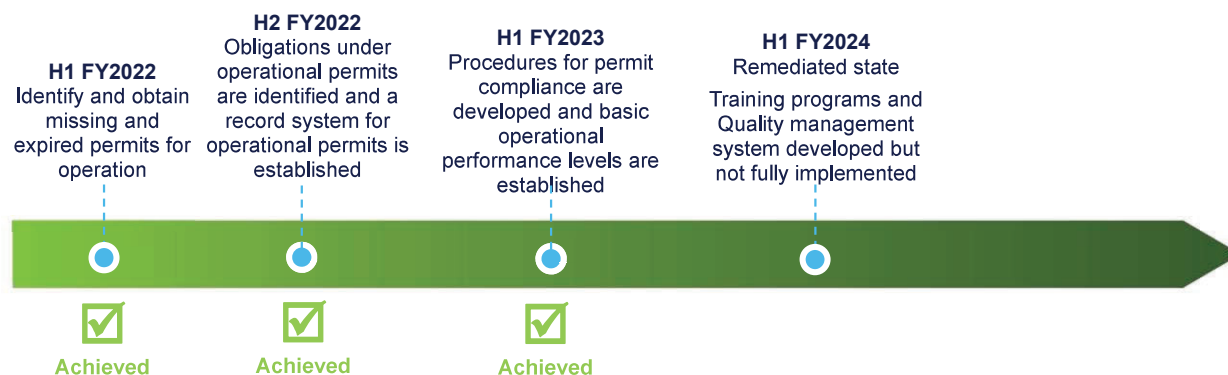 H1 FY2022
Identify and obtain
missing and
expired permits for
operation
H2 FY2022
Obligations under
operational permits
are identified and a
record system for
operational permits is
established
H1 FY2023
Procedures for permit
compliance are
developed and basic
operational
performance levels are
established
H1 FY2024
Remediated state
Training programs and
Quality management
system developed but
not fully implemented
Achieved
Achieved
Achieved